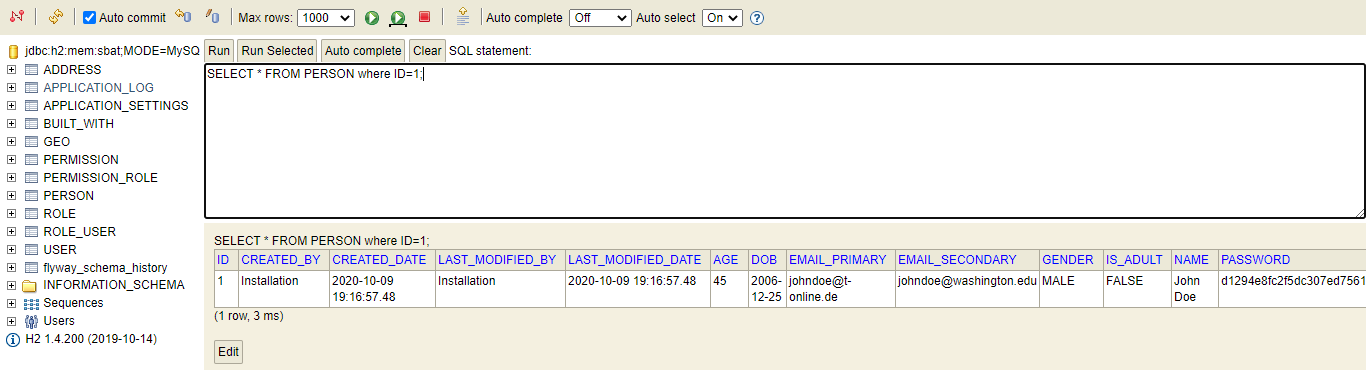 Auto commit Max rows: 1000 Auto complete Off Auto select On
jdbc:h2:mem:sbat;MODE=MySQ
Run Run Selected Auto complete Clear SQL statement:
ADDRESS
APPLICATION_LOG
APPLICATION_SETTINGS
BUILT_WITH
GEO
PERMISSION
PERMISSION_ROLE
PERSON
ROLE
ROLE_USER
USER
flyway_schema_history
INFORMATION_SCHEMA
Sequences
Users
H2 1.4.200 (2019-10-14)
SELECT * FROM PERSON where ID=1;
SELECT * FROM PERSON where ID=1;
ID CREATED_BY CREATED_DATE LAST_MODIFIED_BY LAST_MODIFIED_DATE AGE DOB EMAIL_PRIMARY EMAIL_SECONDARY GENDER IS_ADULT NAME PASSWORD
1 Installation 2020-10-09 Installation 2020-10-09 19:16:57.48 45 2006- johndoe@t- johndoe@washington.edu MALE FALSE John d1294e8fc2f5dc307ed7561
19:16:57.48 12-25 online.de Doe
(1 row, 3 ms)
Edit